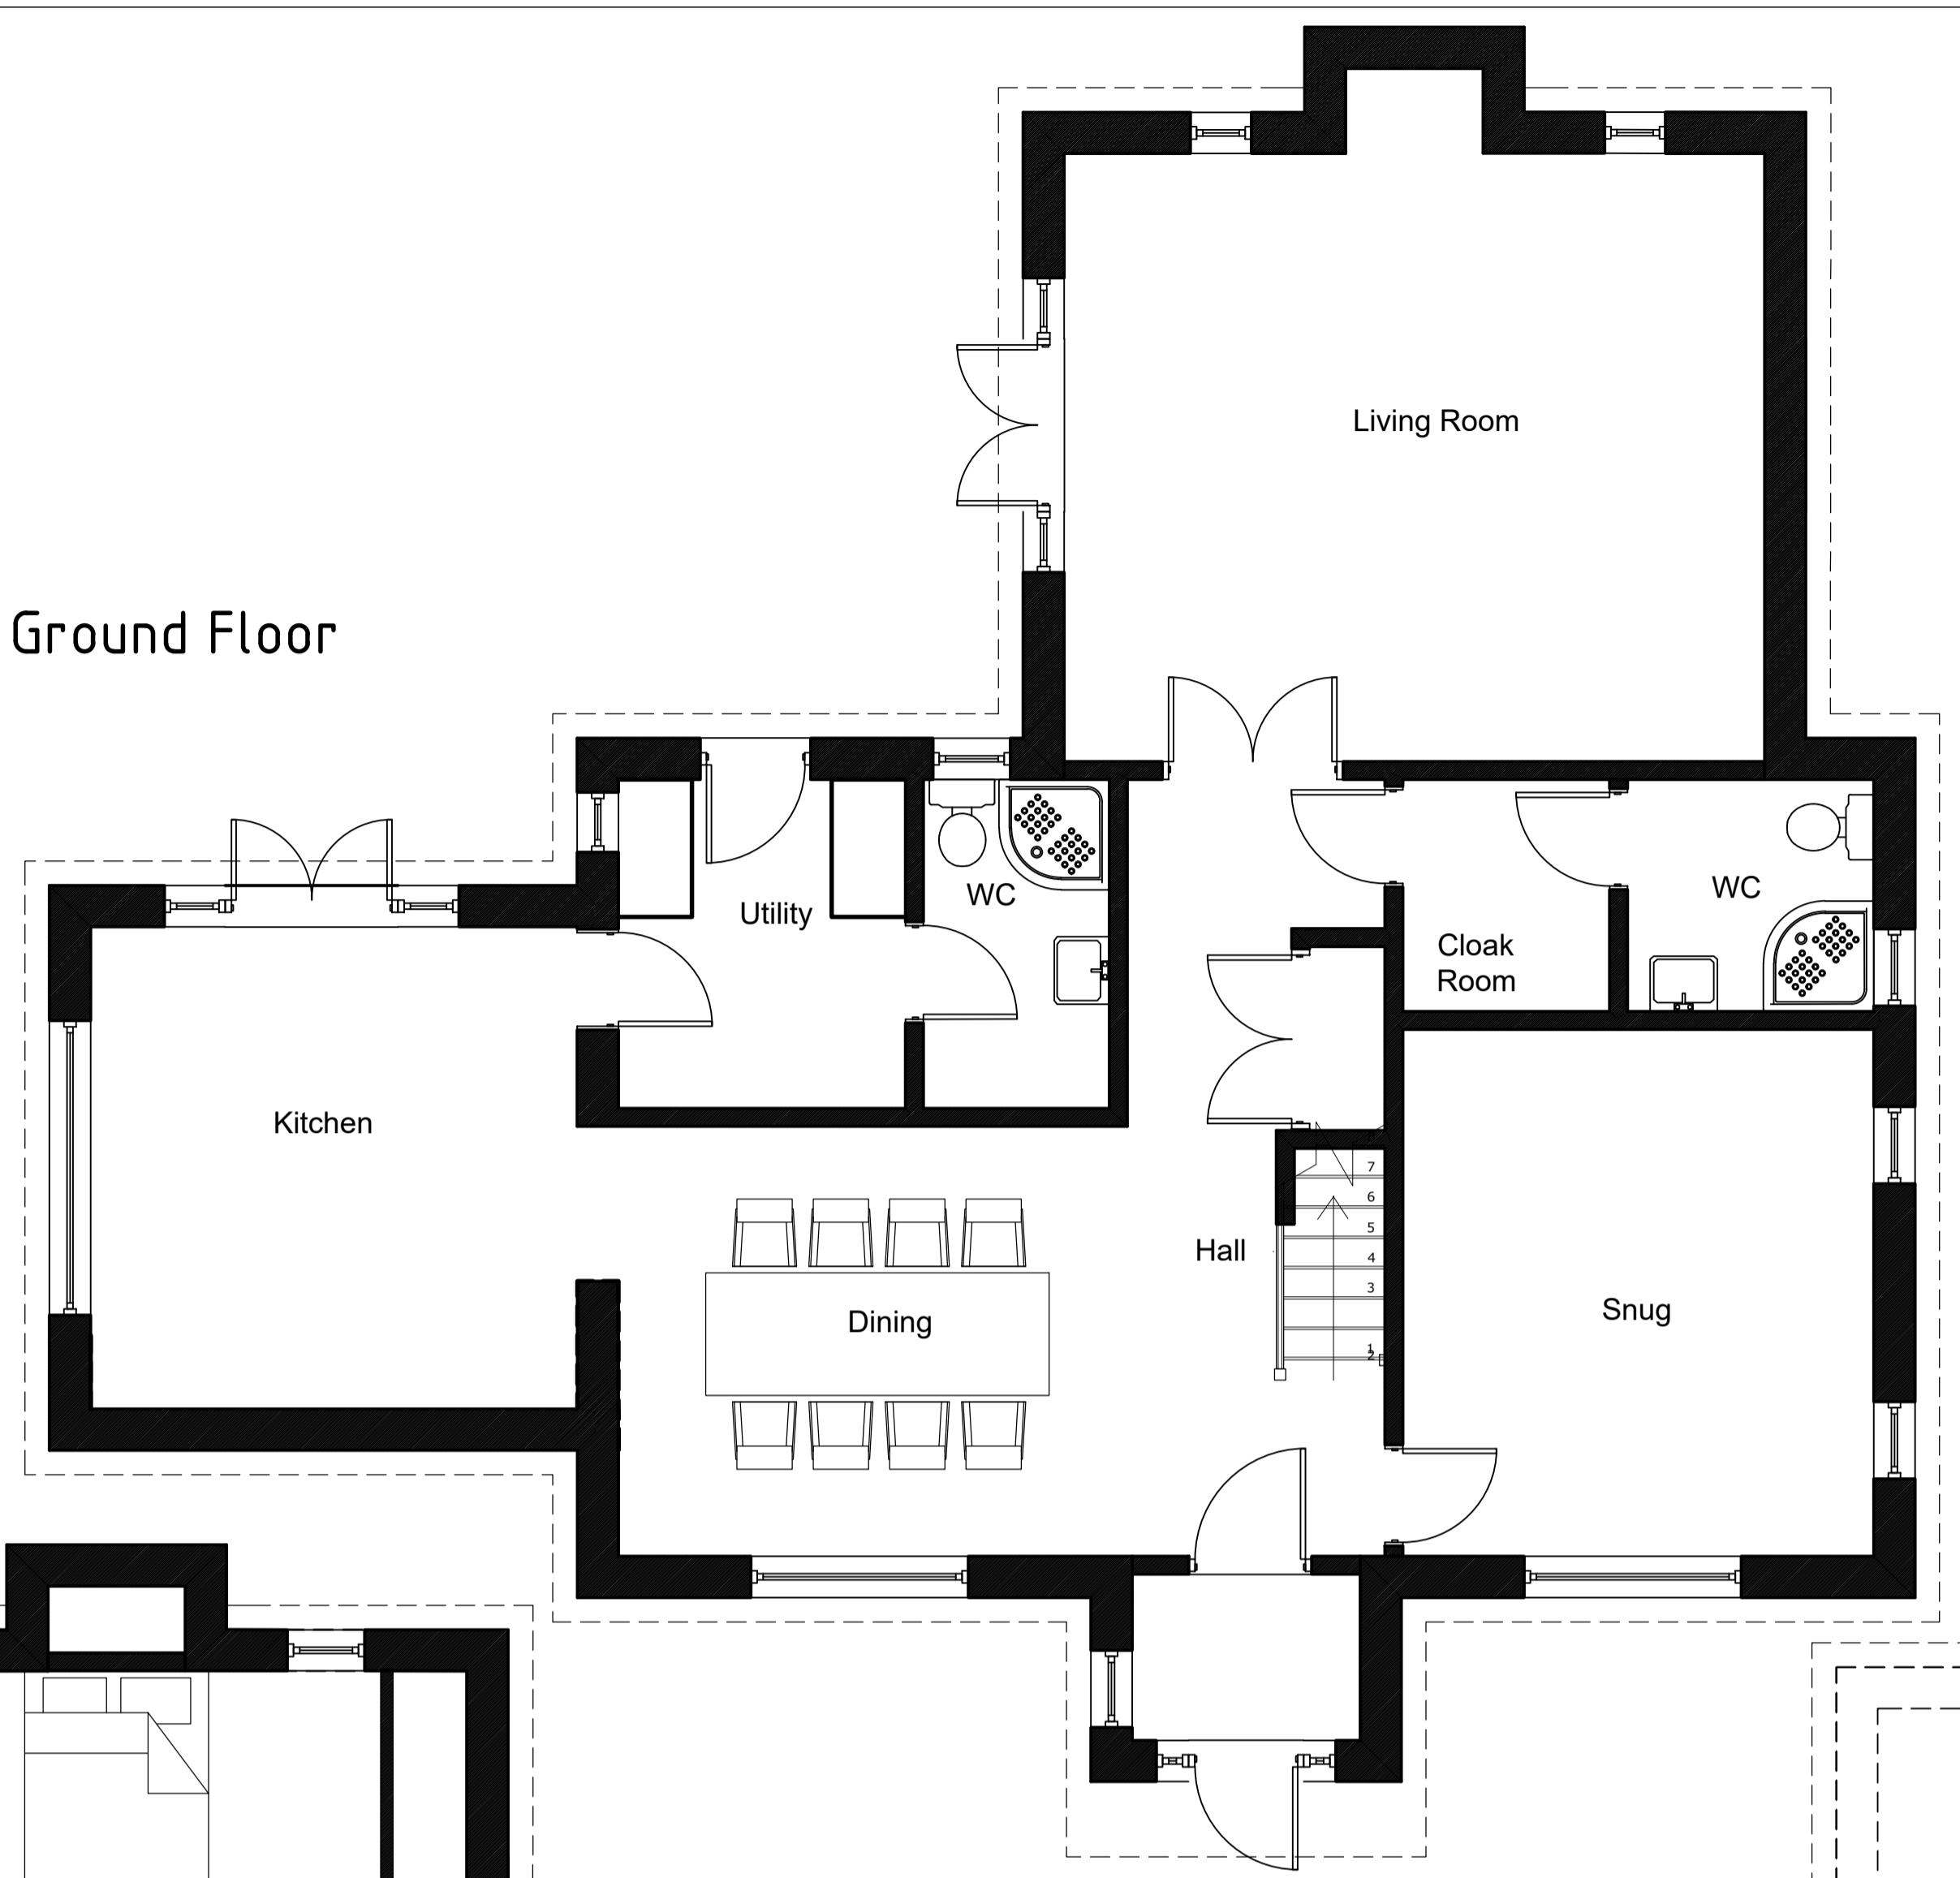 Living Room
Ground Floor
Utility
WC
WC
Cloak
Room
Kitchen
7
6
5
4
3
2
1
Hall
Dining
Snug